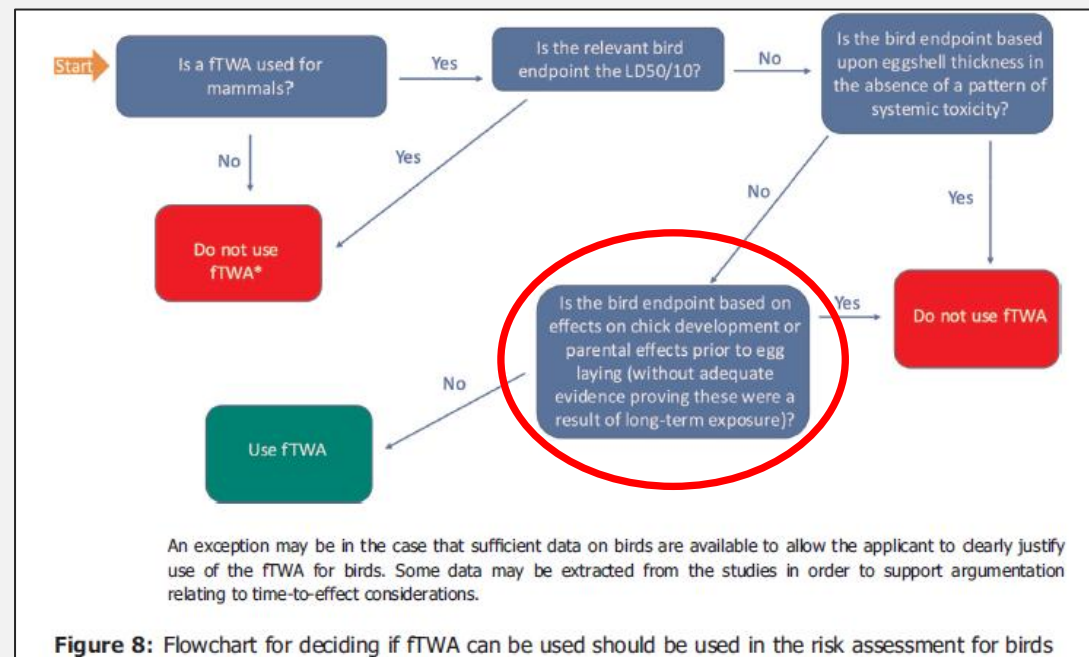 Start
Is a fTWA used for
mammals?
Yes
Is the relevant bird
endpoint the LD50/10?
No
Is the bird endpoint based
upon eggshell thickness in
the absence of a pattern of
systemic toxicity?
No
Yes
No
Yes
Do not use
fTWA*
Is the bird endpoint based on
effects on chick development or
parental effects prior to egg
laying (without adequate
evidence proving these were a
result of long-term exposure)?
Yes
Do not use fTWA
No
Use fTWA
An exception may be in the case that sufficient data on birds are available to allow the applicant to clearly justify
use of the fTWA for birds. Some data may be extracted from the studies in order to support argumentation
relating to time-to-effect considerations.
Figure 8: Flowchart for deciding if fTWA can be used should be used in the risk assessment for birds